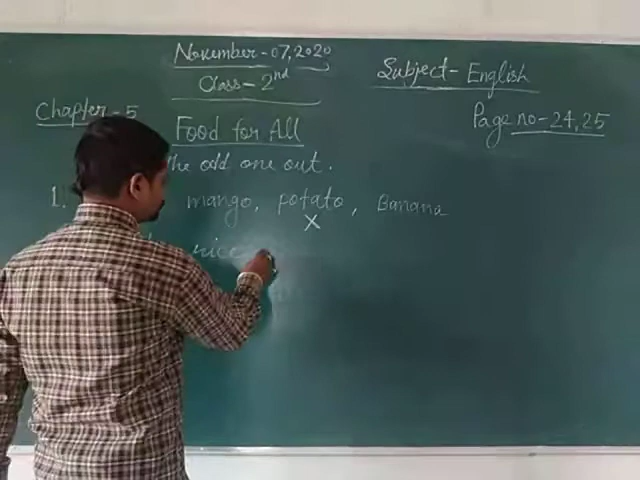 November-07,2020
Class-2nd
Subject-English
Chapter-5
Page no-24,25
Food for All
the odd one out.
1. mango, potato, Banana
X
rice